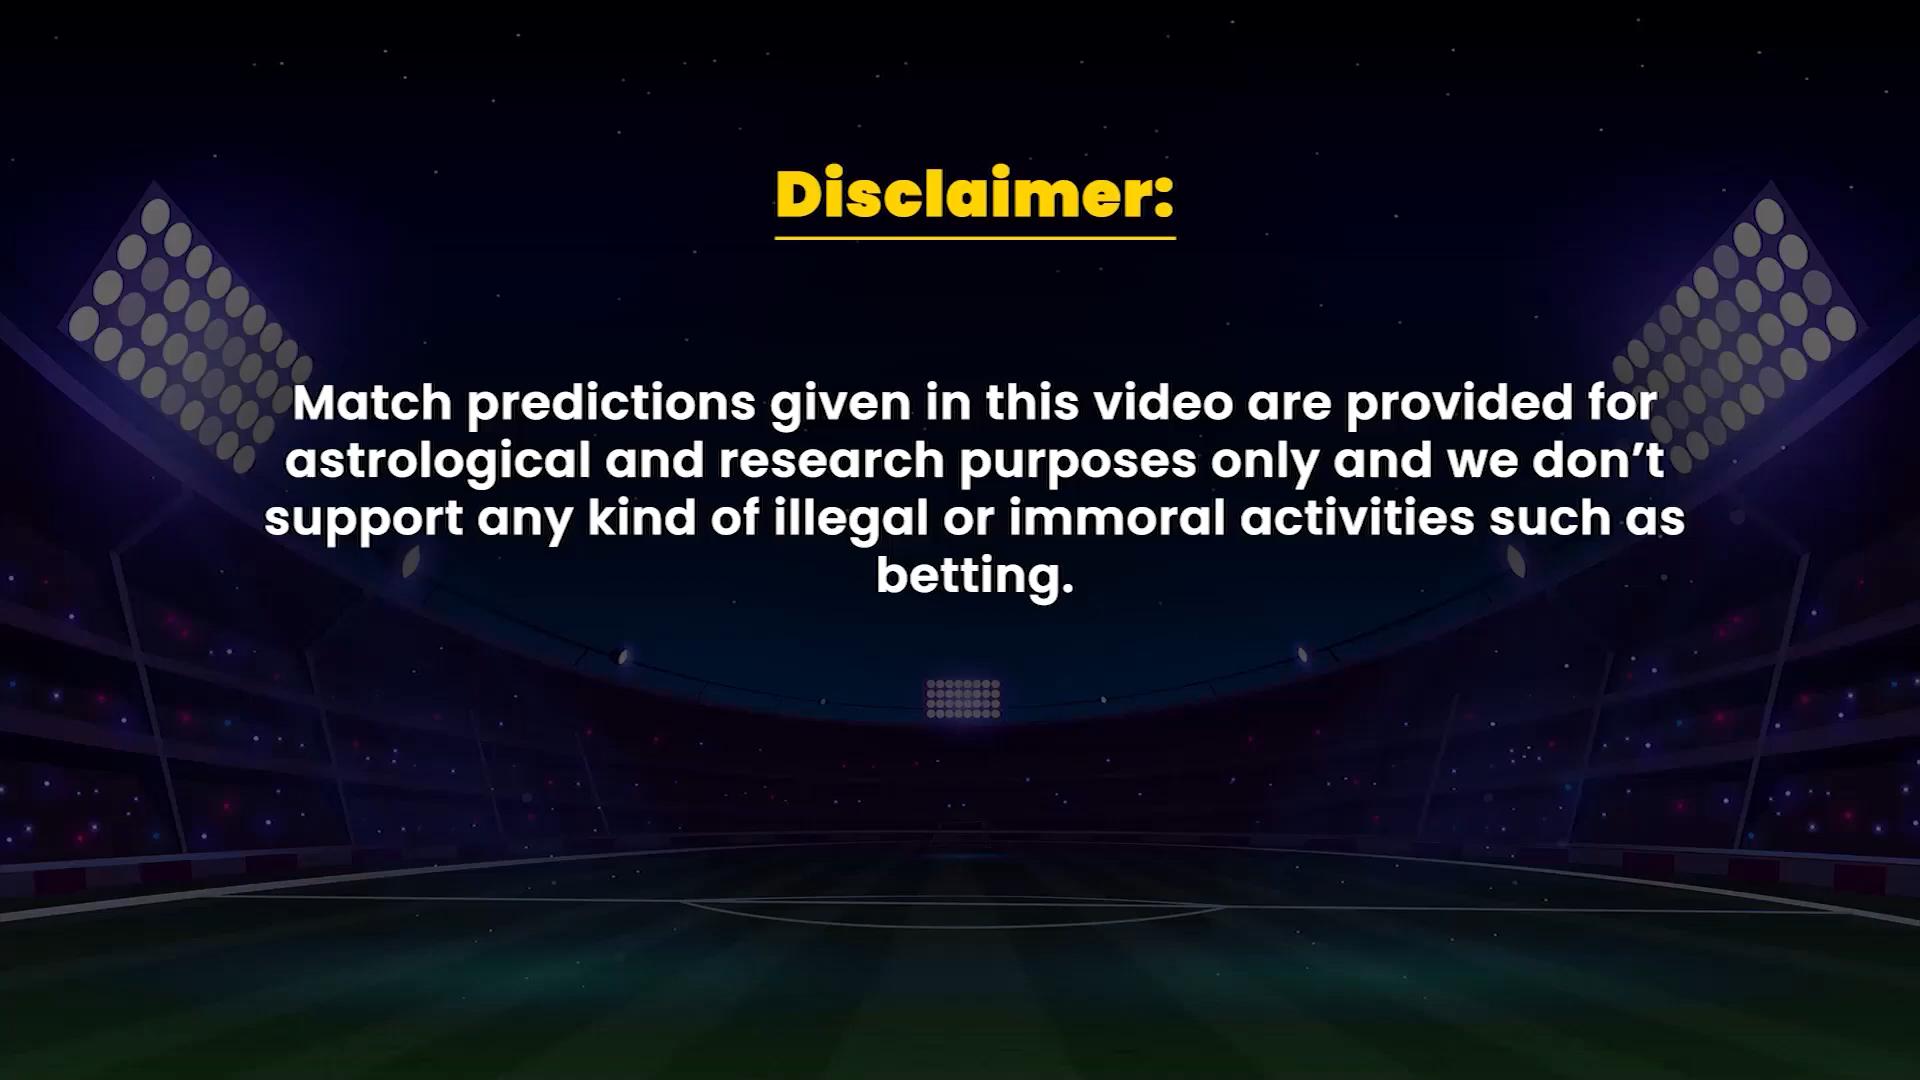 Disclaimer:
Match predictions given in this video are provided for
astrological and research purposes only and we don’t
support any kind of illegal or immoral activities such as
betting.